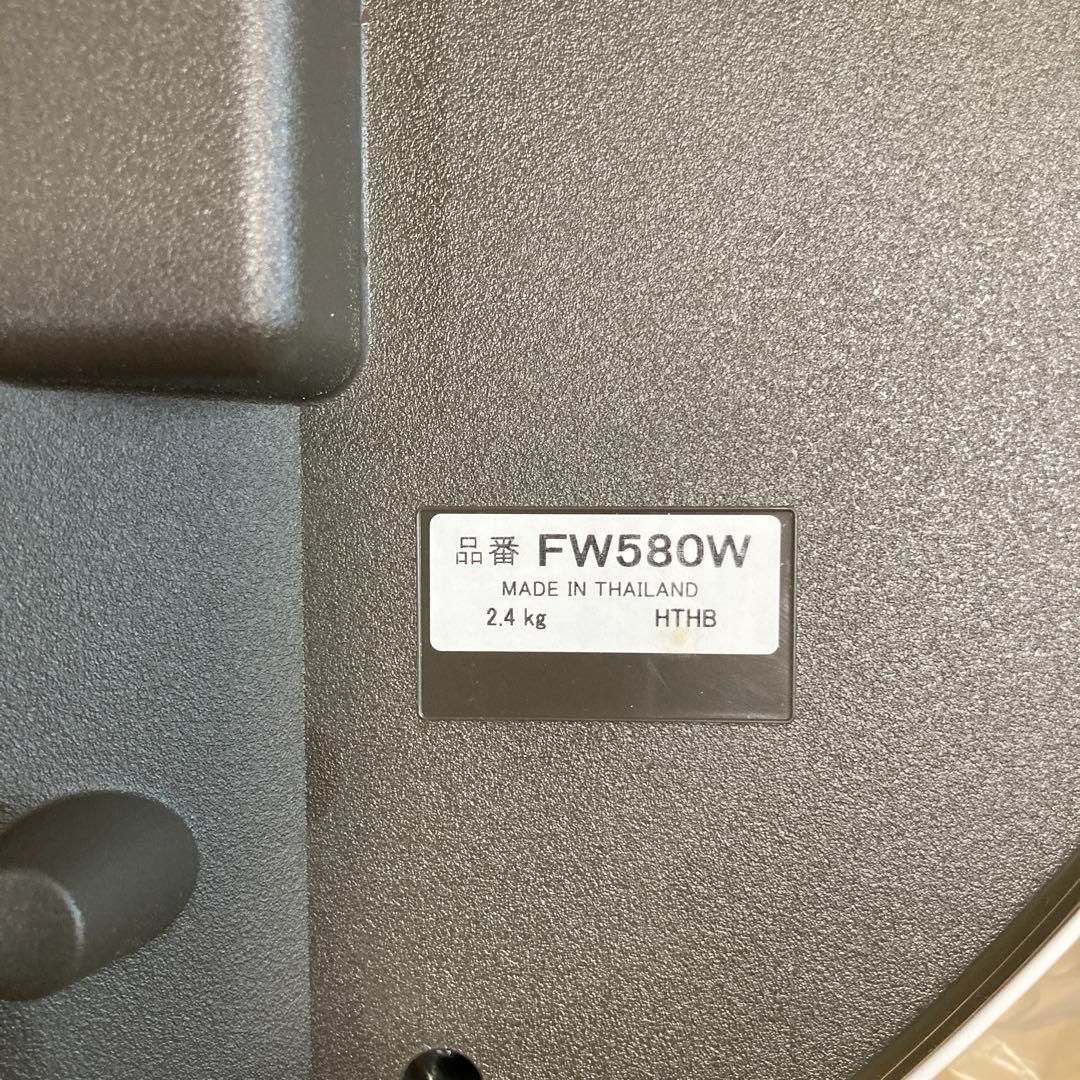 品番 FW580W
MADE IN THAILAND
2.4 kg HTHB